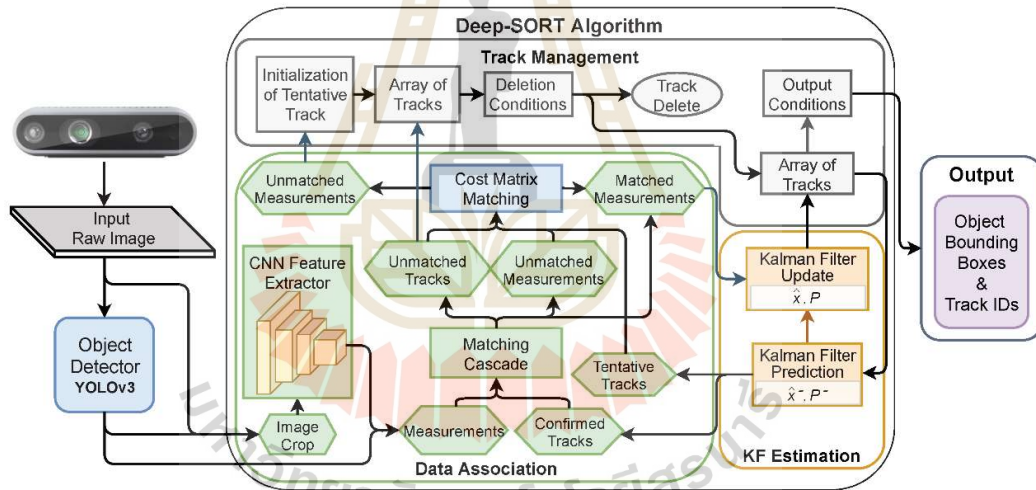 Deep-SORT Algorithm
Track Management
Initialization
of Tentative
Track
Array of
Tracks
Deletion
Conditions
Track
Delete
Output
Conditions
Array of
Tracks
Input
Raw Image
Object
Detector
YOLOv3
Unmatched
Measurements
Cost Matrix
Matching
Matched
Measurements
CNN Feature
Extractor
Unmatched
Tracks
Unmatched
Measurements
Matching
Cascade
Tentative
Tracks
Image
Crop
Measurements
Confirmed
Tracks
Data Association
Kalman Filter
Update
x̂, P
Kalman Filter
Prediction
x̂⁻, P⁻
KF Estimation
Output
Object
Bounding
Boxes
&
Track IDs